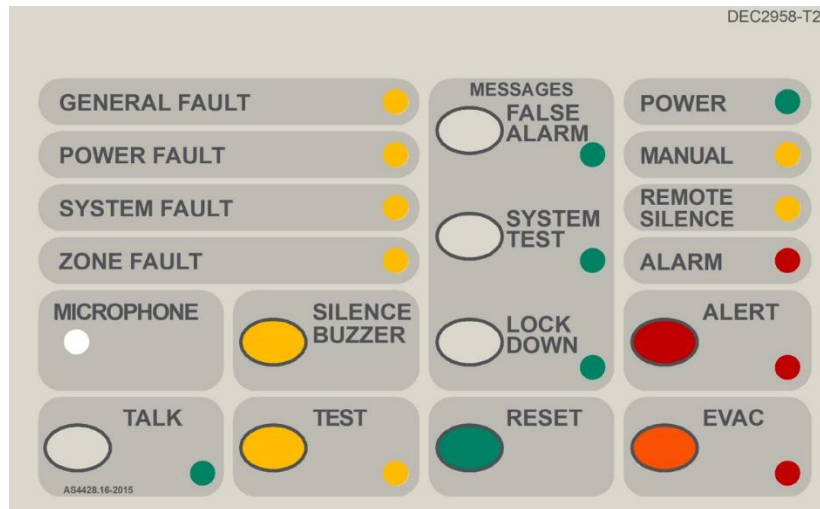 DEC2958-T2
GENERAL FAULT
POWER FAULT
SYSTEM FAULT
ZONE FAULT
MICROPHONE
SILENCE
BUZZER
TALK
AS4428.16-2015
TEST
MESSAGES
FALSE
ALARM
SYSTEM
TEST
LOCK
DOWN
RESET
POWER
MANUAL
REMOTE
SILENCE
ALARM
ALERT
EVAC